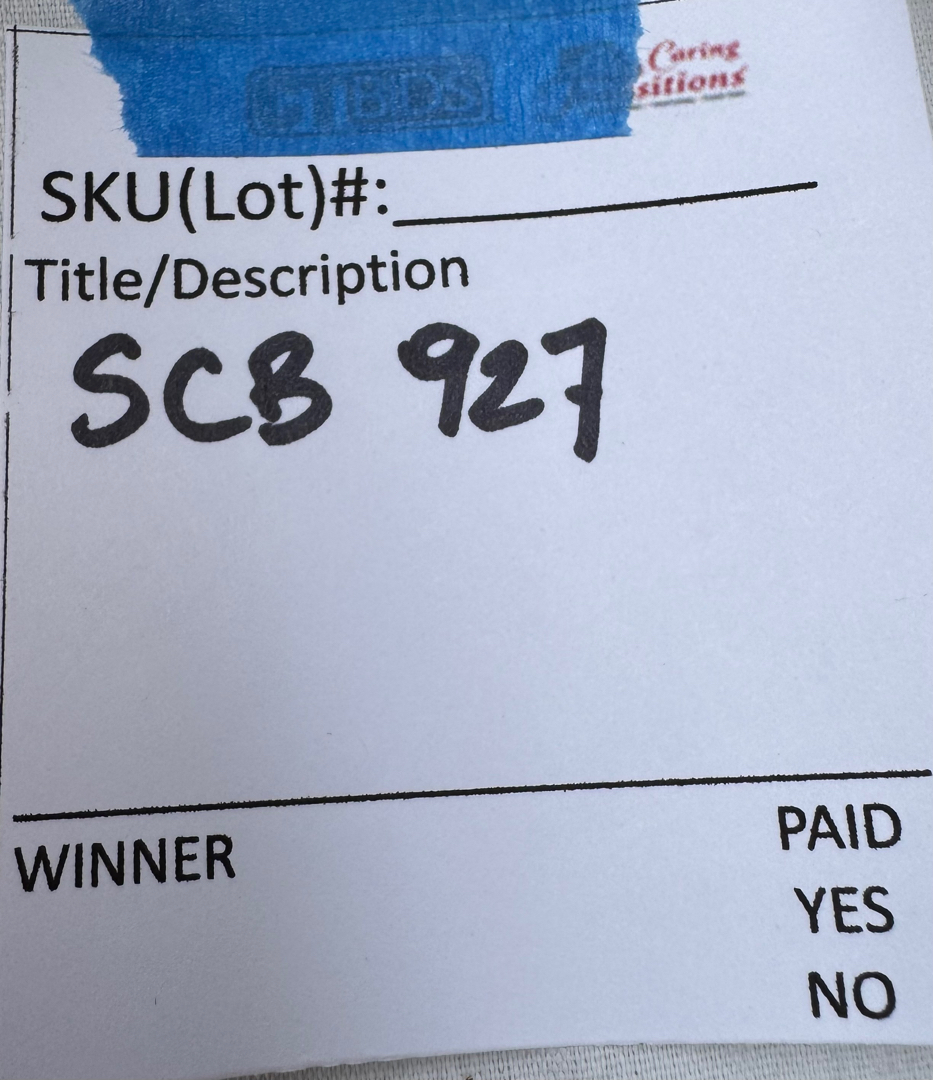 Caring
sitions
SKU(Lot)#:
Title/Description
SCB 927
WINNER
PAID
YES
NO